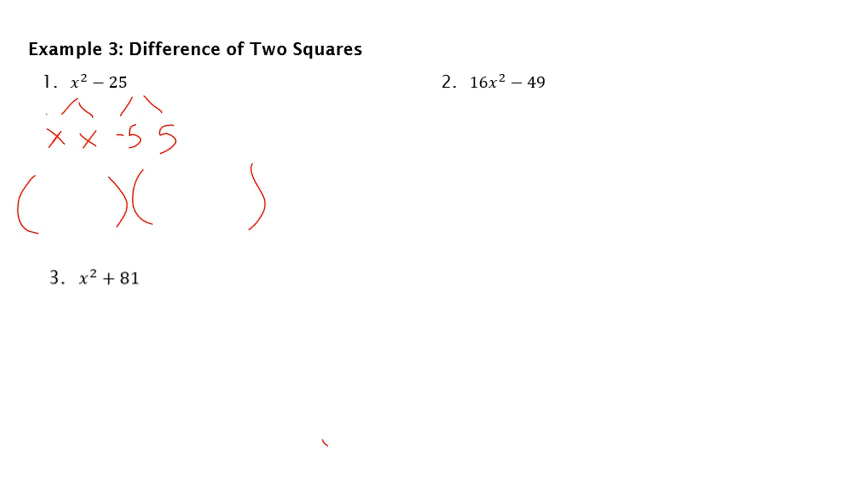 Example 3: Difference of Two Squares
1. x² − 25
2. 16x² − 49
x x -5 5
( )( )
3. x² + 81